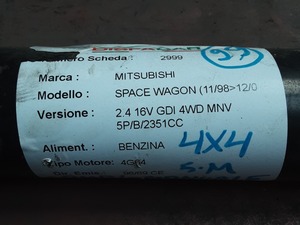 99
Numero Scheda : 2999
Marca : MITSUBISHI
Modello : SPACE WAGON (11/98>12/0
Versione : 2.4 16V GDI 4WD MNV
5P/B/2351CC
Aliment. : BENZINA
4X4
Tipo Motore: 4G64
S.M